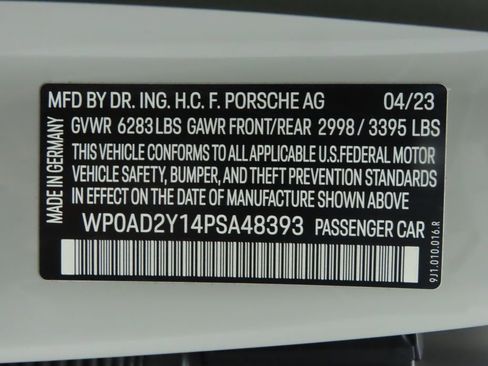 MFD BY DR. ING. H.C. F. PORSCHE AG 04/23
GVWR 6283LBS GAWR FRONT/REAR 2998/3395 LBS
THIS VEHICLE CONFORMS TO ALL APPLICABLE U.S.FEDERAL MOTOR
VEHICLE SAFETY, BUMPER, AND THEFT PREVENTION STANDARDS
IN EFFECT ON THE DATE OF MANUFACTURE SHOWN ABOVE
WP0AD2Y14PSA48393 PASSENGER CAR
MADE IN GERMANY
9J1.010.016.R